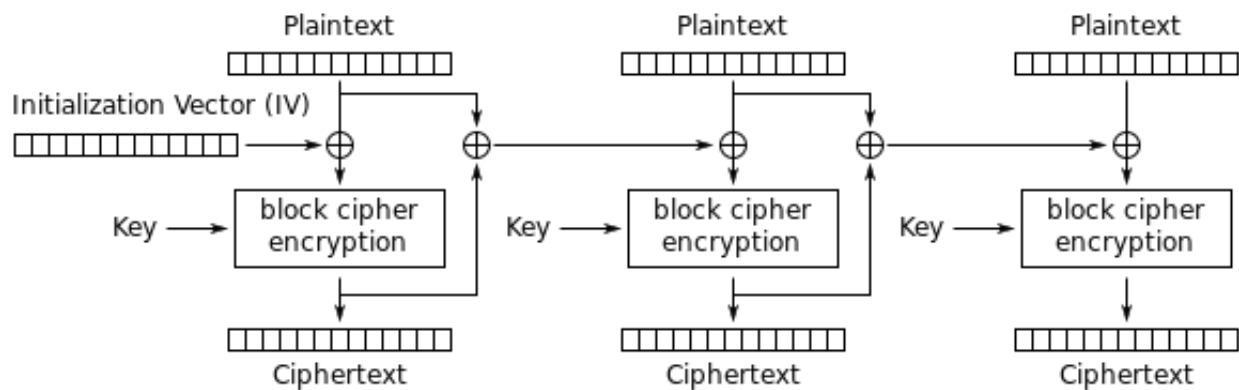 Plaintext
Plaintext
Plaintext
Initialization Vector (IV)
Key
block cipher
encryption
Key
block cipher
encryption
Key
block cipher
encryption
Ciphertext
Ciphertext
Ciphertext